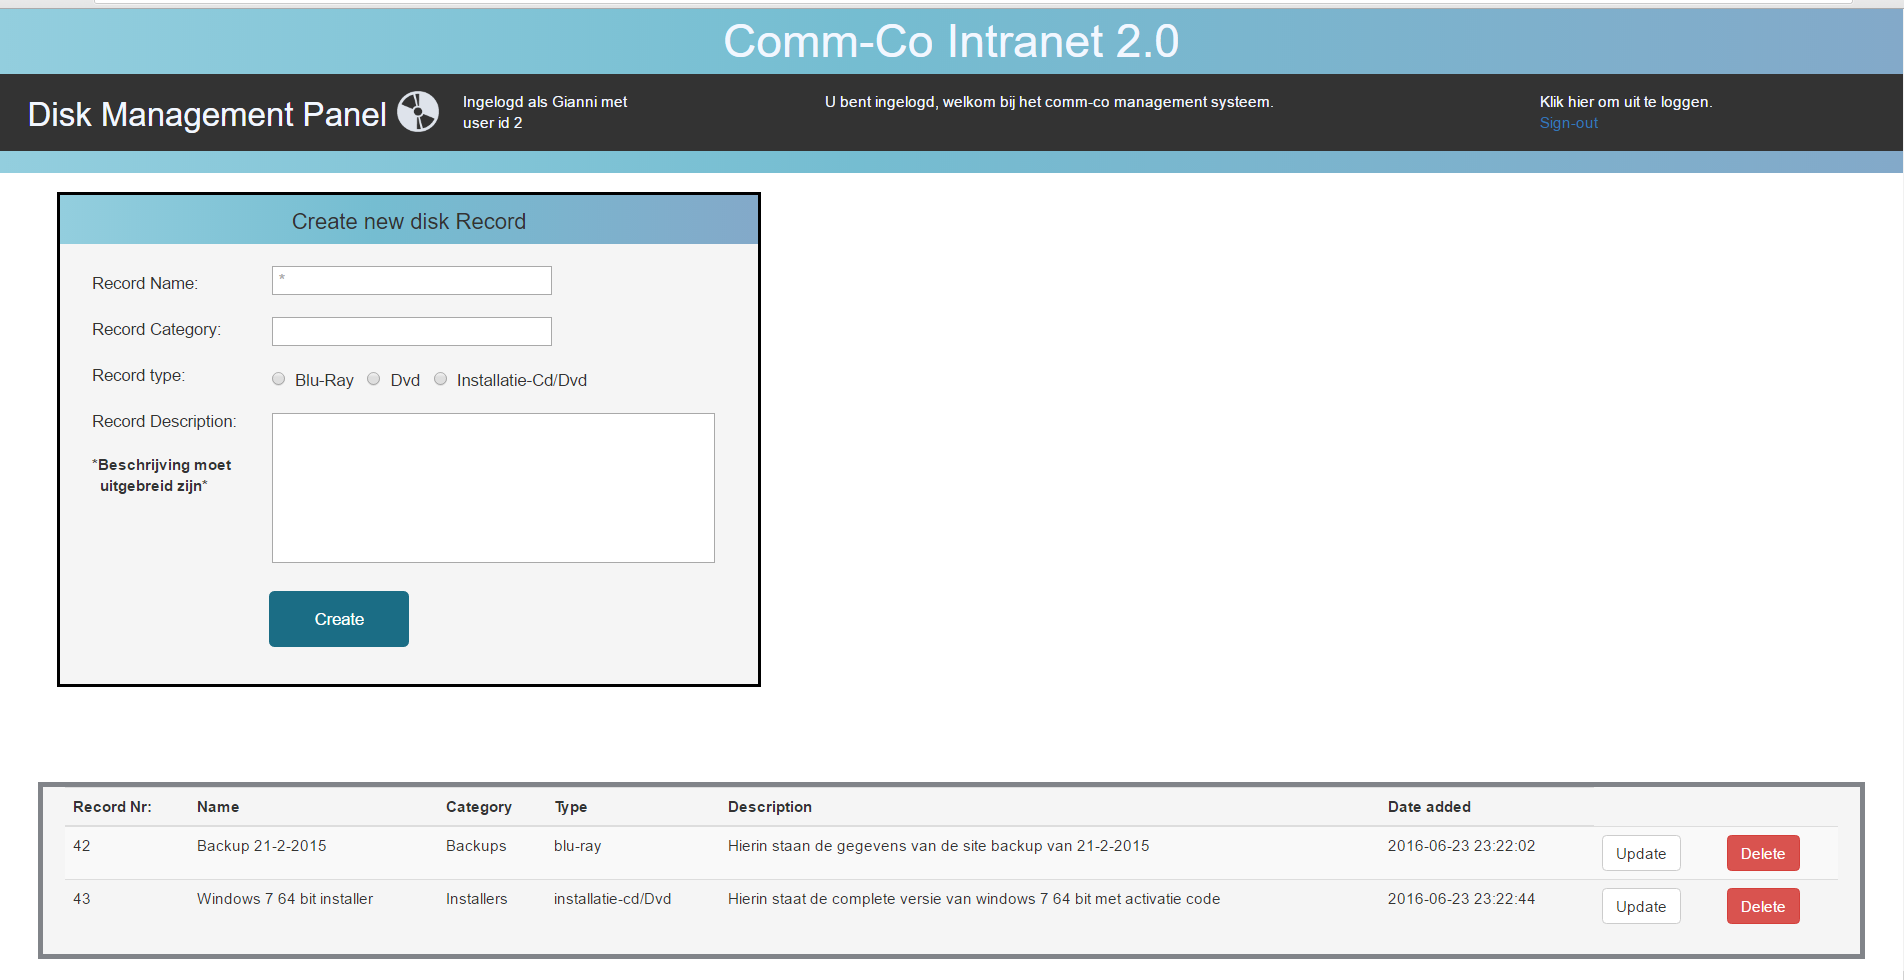 Comm-Co Intranet 2.0
Disk Management Panel
Ingelogd als Gianni met
user id 2
U bent ingelogd, welkom bij het comm-co management systeem.
Klik hier om uit te loggen.
Sign-out
Create new disk Record
Record Name: *
Record Category:
Record type: Blu-Ray Dvd Installatie-Cd/Dvd
Record Description:
*Beschrijving moet
uitgebreid zijn*
Create
Record Nr: Name Category Type Description Date added
42 Backup 21-2-2015 Backups blu-ray Hierin staan de gegevens van de site backup van 21-2-2015 2016-06-23 23:22:02 Update Delete
43 Windows 7 64 bit installer Installers installatie-cd/Dvd Hierin staat de complete versie van windows 7 64 bit met activatie code 2016-06-23 23:22:44 Update Delete